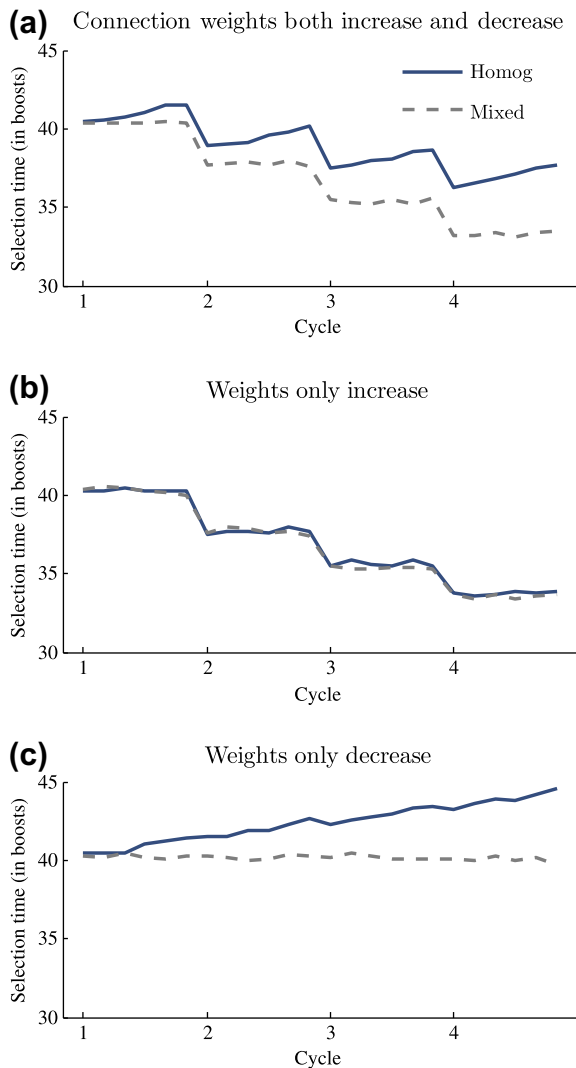 (a) Connection weights both increase and decrease
Selection time (in boosts)
45
40
35
30
Homog
Mixed
1 2 3 4
Cycle
(b) Weights only increase
Selection time (in boosts)
45
40
35
30
1 2 3 4
Cycle
(c) Weights only decrease
Selection time (in boosts)
45
40
35
30
1 2 3 4
Cycle